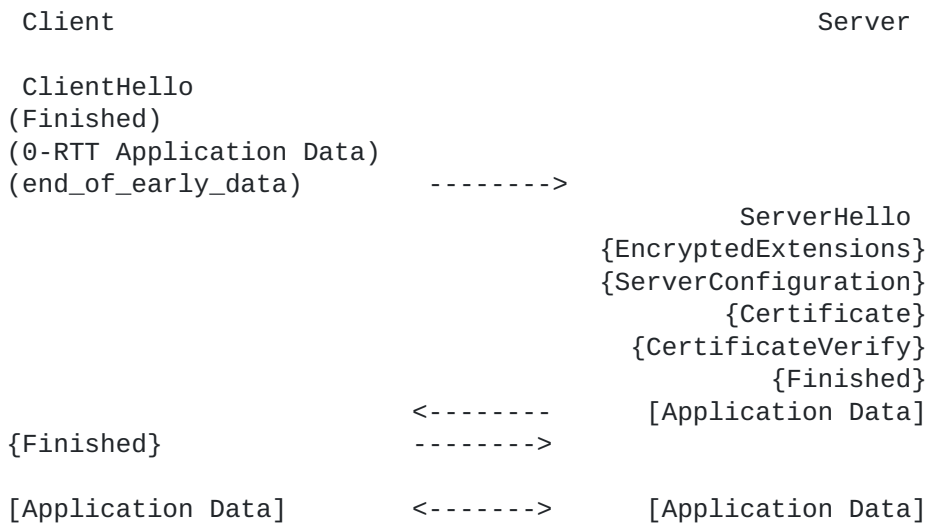 Client Server
ClientHello
(Finished)
(0-RTT Application Data)
(end_of_early_data) -------->
ServerHello
{EncryptedExtensions}
{ServerConfiguration}
{Certificate}
{CertificateVerify}
{Finished}
<-------- [Application Data]
{Finished} -------->
[Application Data] <-------> [Application Data]